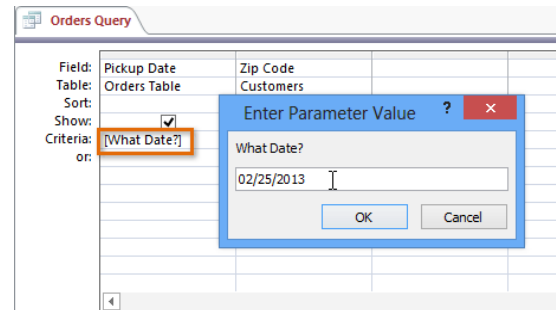 Orders Query
Field: Pickup Date Zip Code
Table: Orders Table Customers
Sort:
Show:
Criteria: [What Date?]
or:
Enter Parameter Value ? ×
What Date?
02/25/2013
OK Cancel